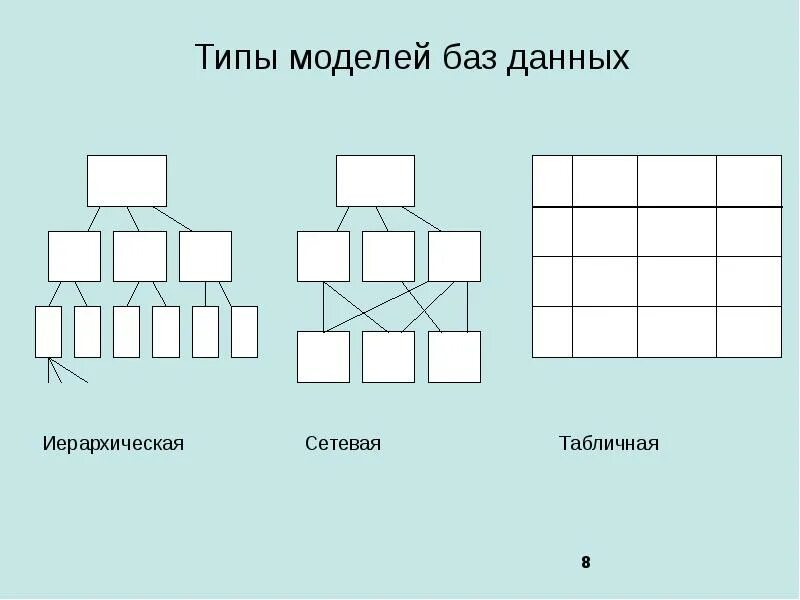 Типы моделей баз данных
Иерархическая
Сетевая
Табличная
8